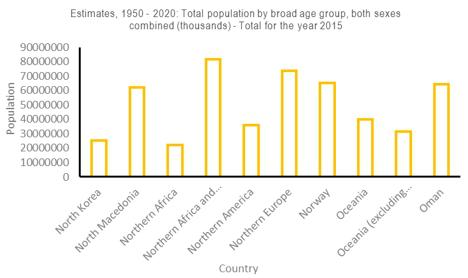 Estimates, 1950 - 2020: Total population by broad age group, both sexes
combined (thousands) - Total for the year 2015
90000000
80000000
70000000
60000000
50000000
40000000
30000000
20000000
10000000
0
Population
North Korea
North Macedonia
Northern Africa
Northern Africa and...
Northern America
Northern Europe
Norway
Oceania
Oceania (excluding...
Oman
Country